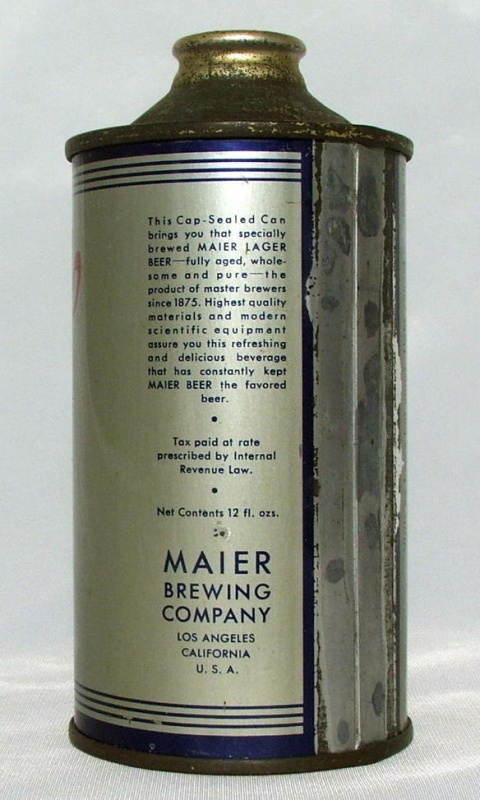 This Cap-Sealed Can
brings you that specially
brewed MAIER LAGER
BEER—fully aged, whole-
some and pure—the
product of master brewers
since 1875. Highest quality
materials and modern
scientific equipment
assure you this refreshing
and delicious beverage
that has constantly kept
MAIER BEER the favored
beer.
•
Tax paid at rate
prescribed by Internal
Revenue Law.
•
Net Contents 12 fl. ozs.
MAIER
BREWING
COMPANY
LOS ANGELES
CALIFORNIA
U. S. A.